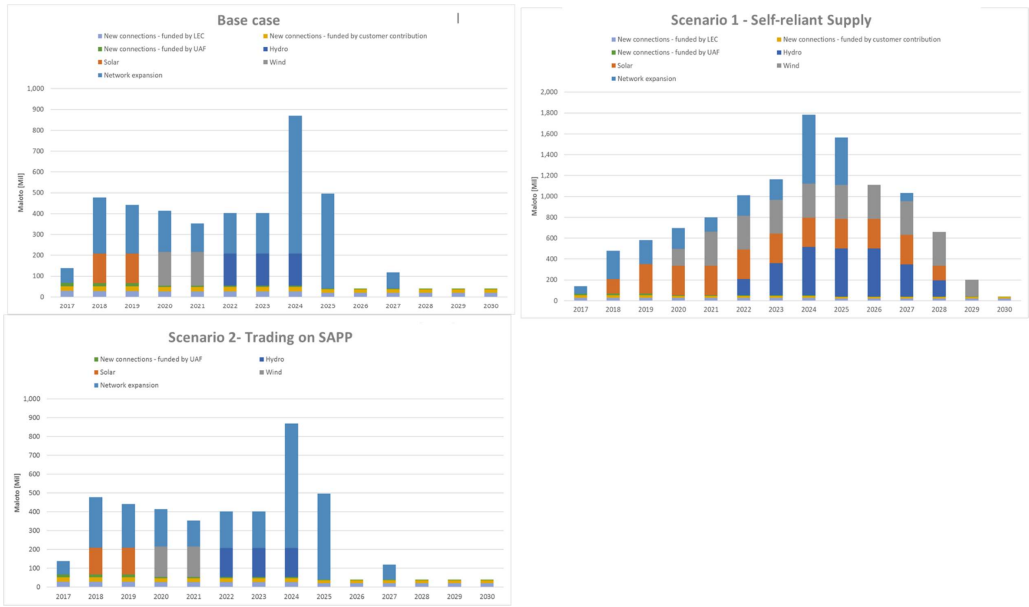 Base case
New connections - funded by LEC
New connections - funded by customer contribution
New connections - funded by UAF
Hydro
Solar
Wind
Network expansion
Maloto [Mil]
1,000
900
800
700
600
500
400
300
200
100
0
2017 2018 2019 2020 2021 2022 2023 2024 2025 2026 2027 2028 2029 2030
Scenario 1 - Self-reliant Supply
New connections - funded by LEC
New connections - funded by customer contribution
New connections - funded by UAF
Hydro
Solar
Wind
Network expansion
Maloto [Mil]
2,000
1,800
1,600
1,400
1,200
1,000
800
600
400
200
0
2017 2018 2019 2020 2021 2022 2023 2024 2025 2026 2027 2028 2029 2030
Scenario 2- Trading on SAPP
New connections - funded by UAF
Hydro
Solar
Wind
Network expansion
Maloto [Mil]
1,000
900
800
700
600
500
400
300
200
100
0
2017 2018 2019 2020 2021 2022 2023 2024 2025 2026 2027 2028 2029 2030